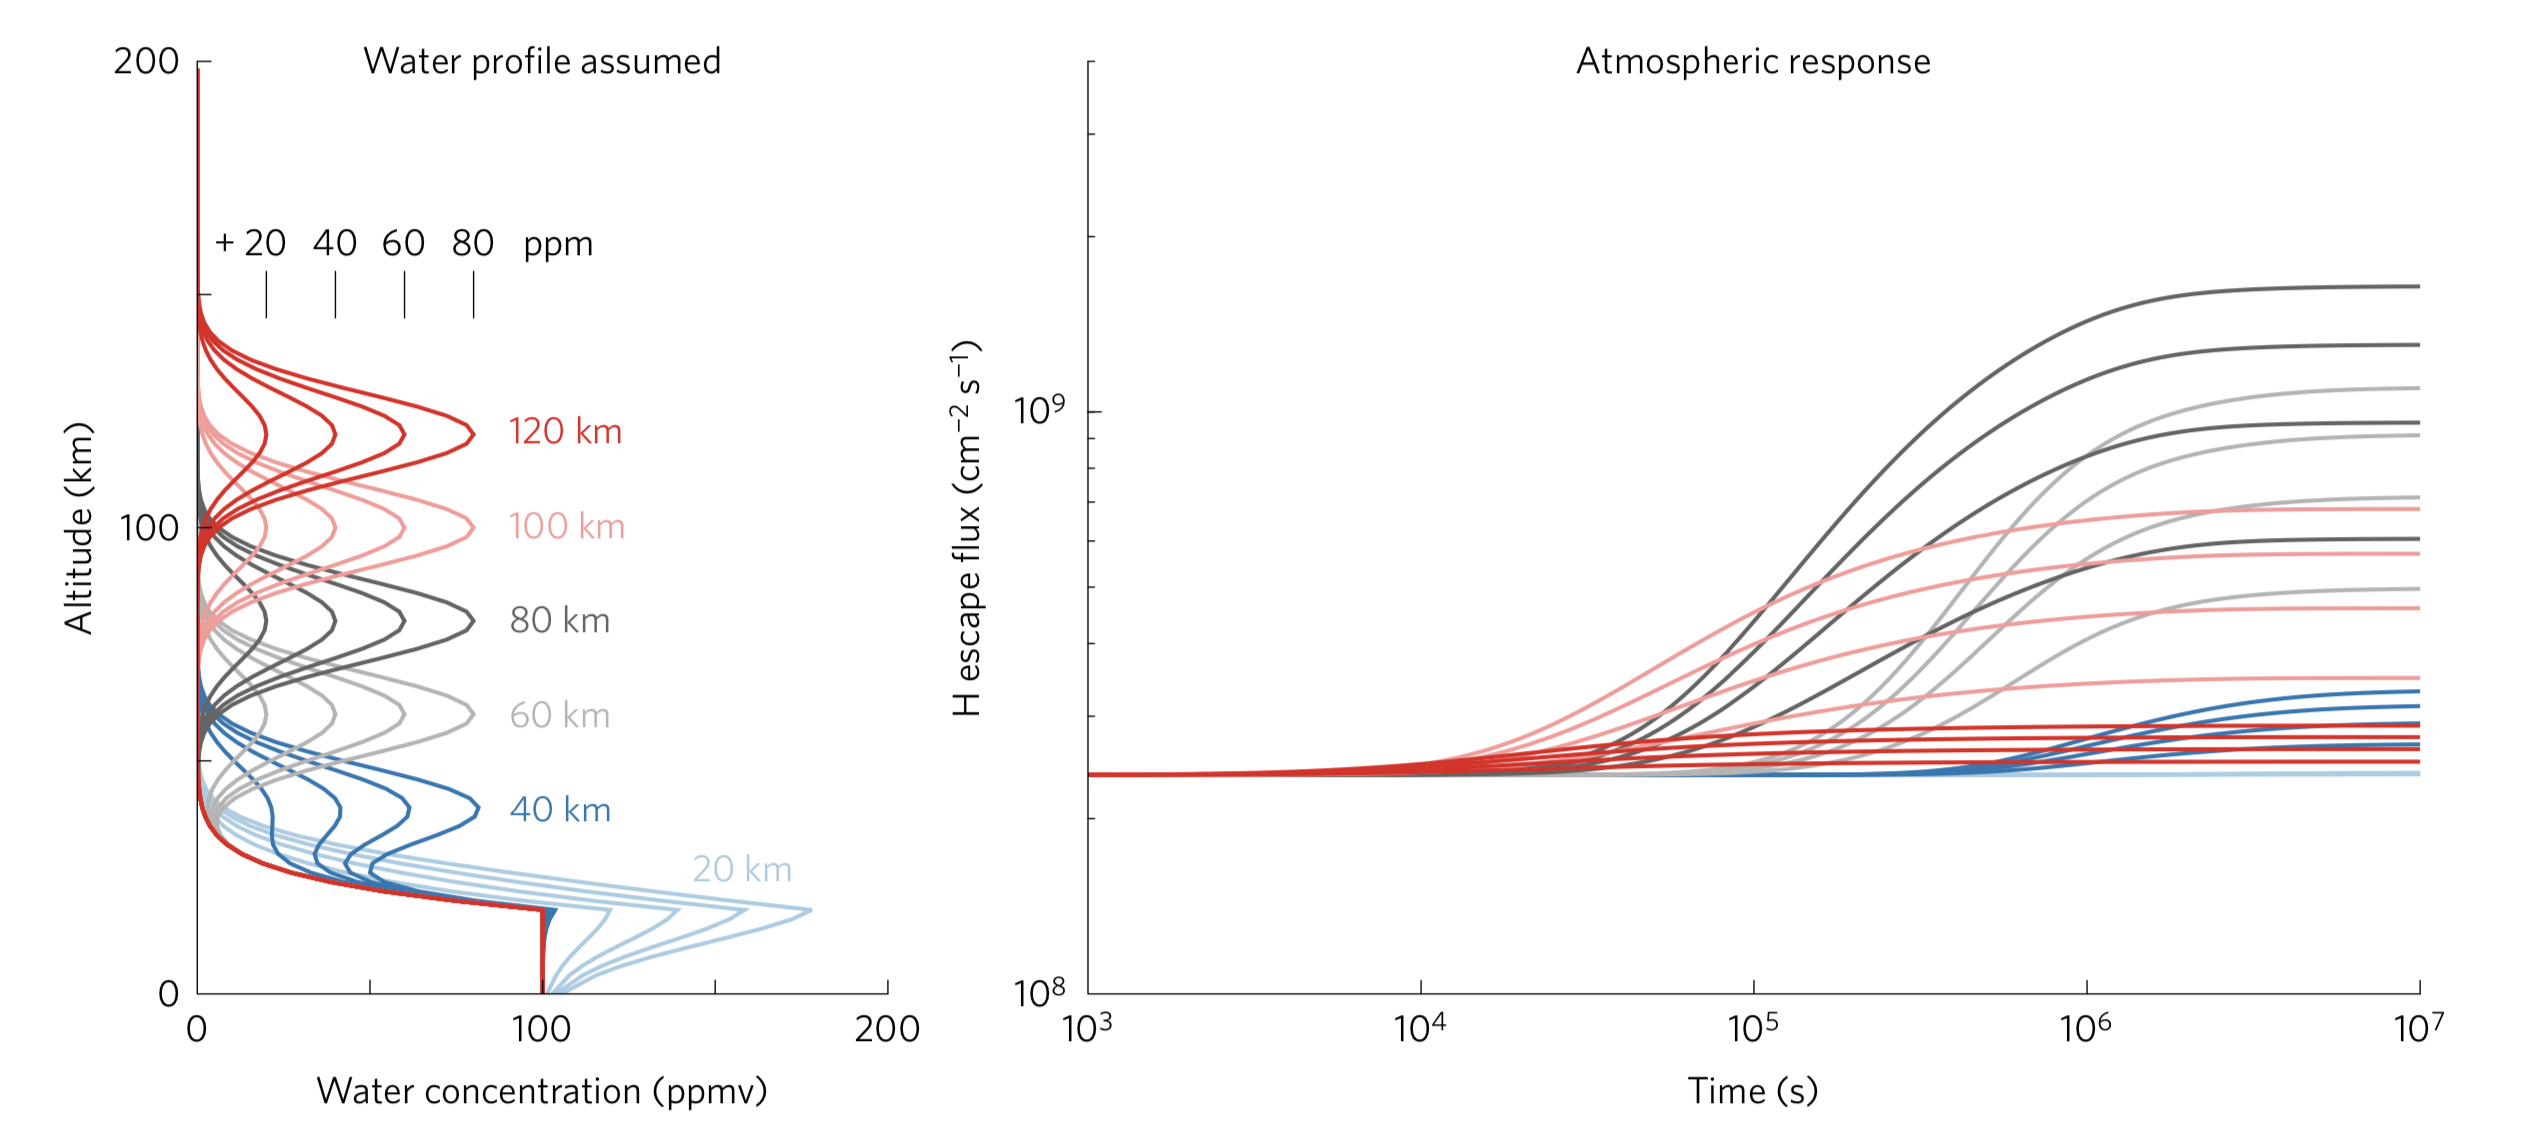 Water profile assumed
200
100
0
Altitude (km)
+ 20 40 60 80 ppm
120 km
100 km
80 km
60 km
40 km
20 km
0 100 200
Water concentration (ppmv)
Atmospheric response
10⁹
10⁸
H escape flux (cm⁻² s⁻¹)
10³ 10⁴ 10⁵ 10⁶ 10⁷
Time (s)